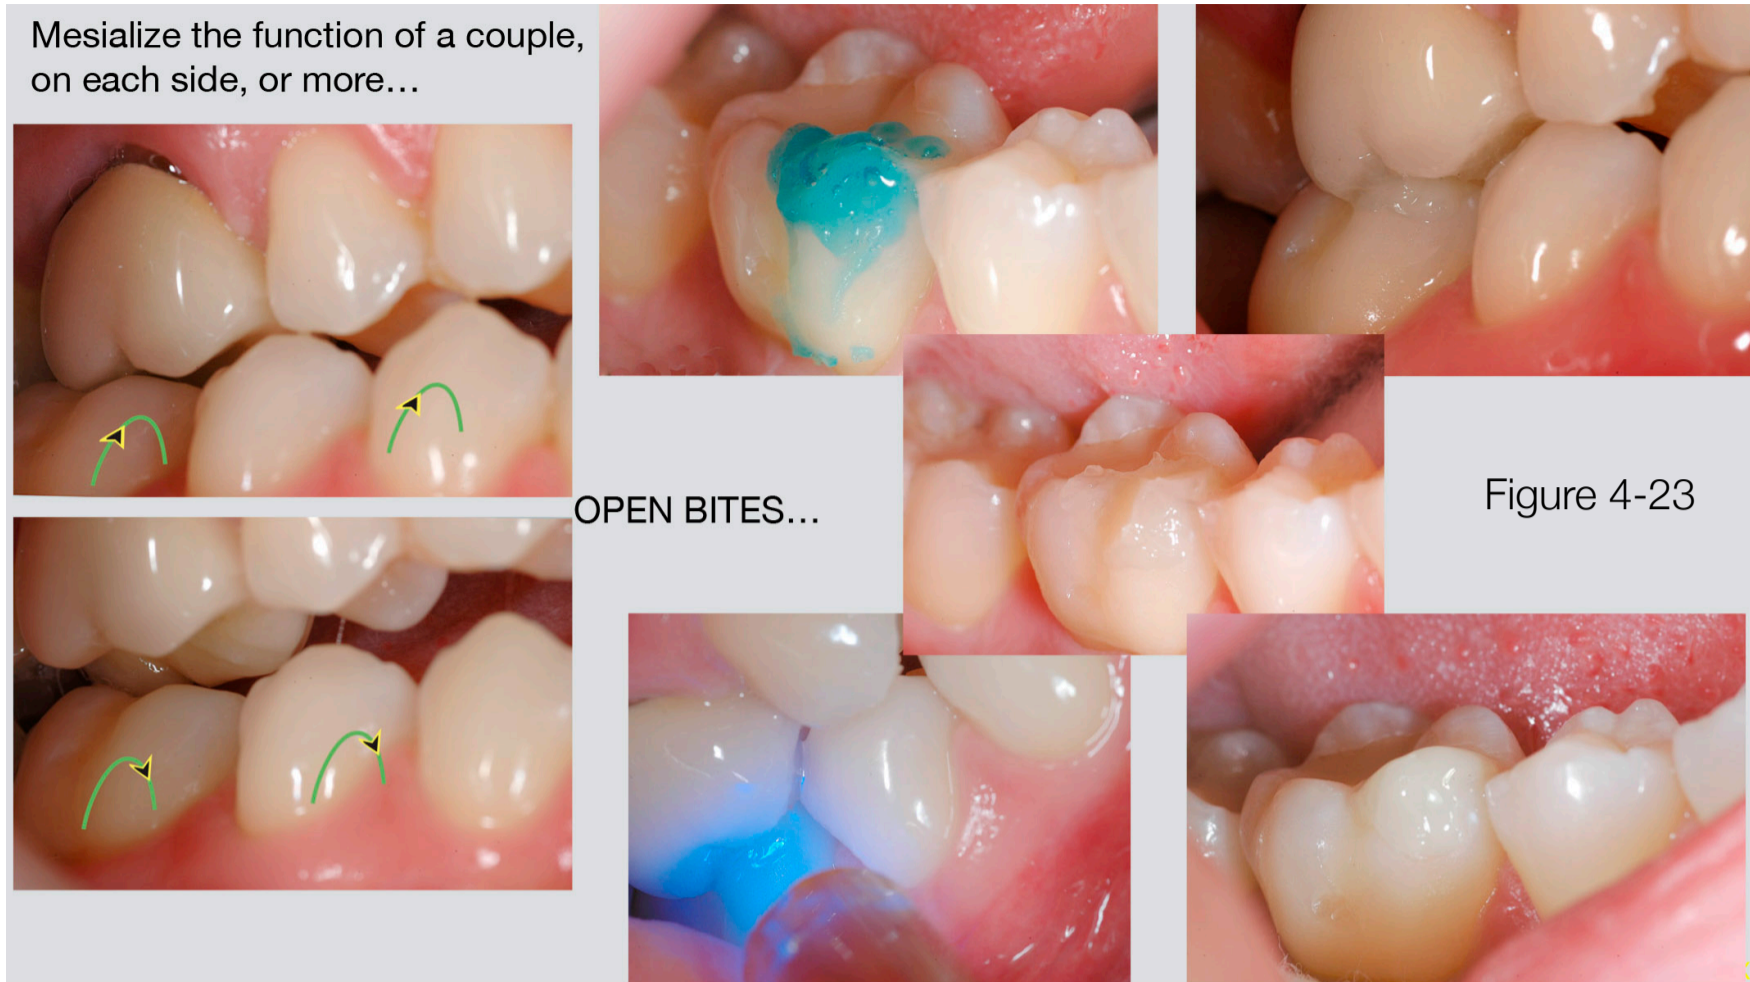 Mesialize the function of a couple,
on each side, or more…
OPEN BITES…
Figure 4-23